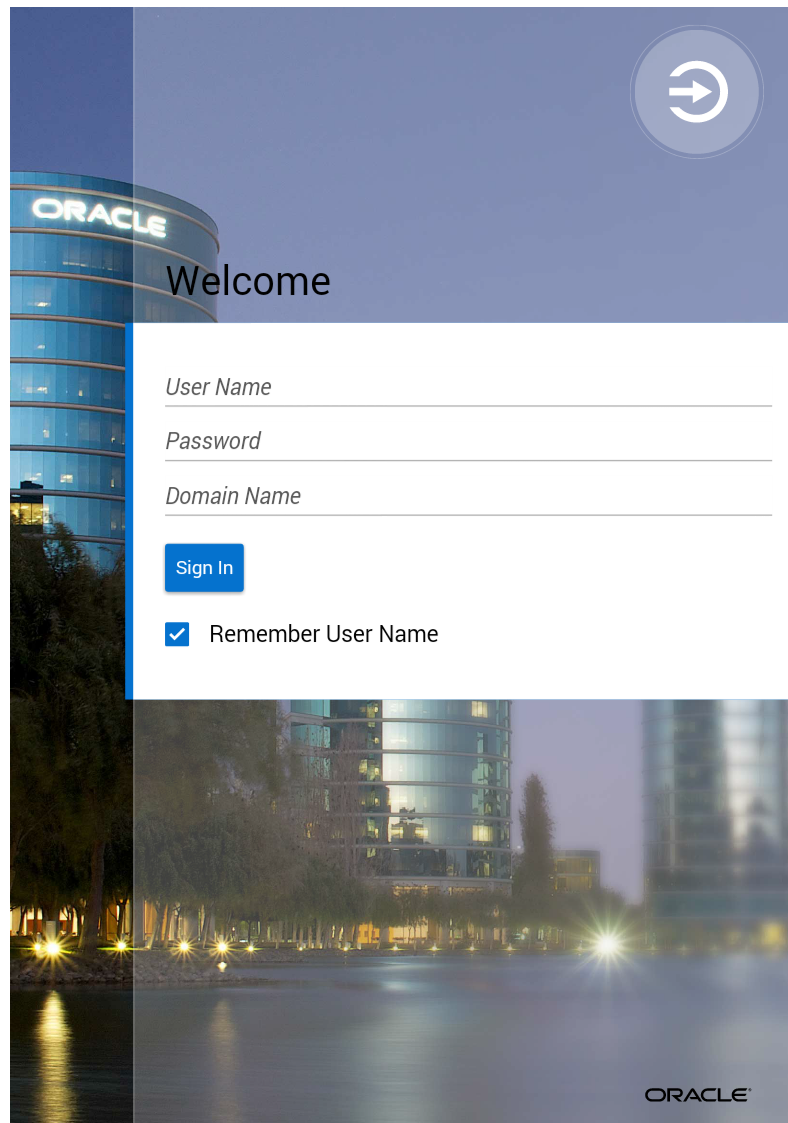 ORACLE
Welcome
User Name
Password
Domain Name
Sign In
Remember User Name
ORACLE®